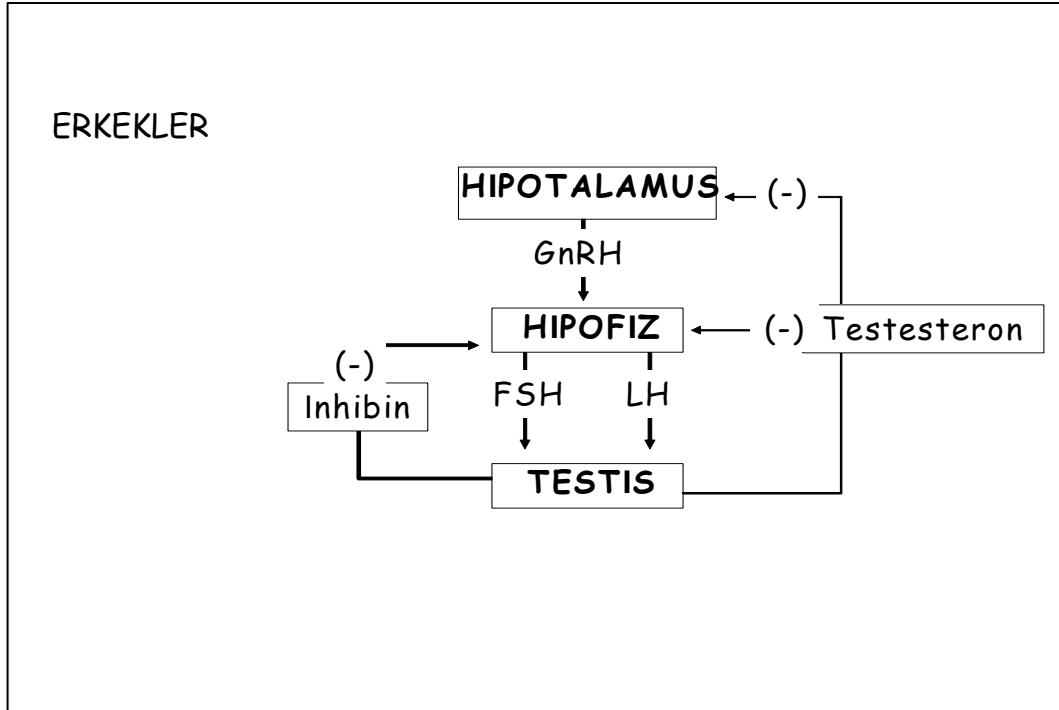 ERKEKLER
HIPOTALAMUS
(-)
GnRH
HIPOFIZ
(-)
Testesteron
(-)
Inhibin
FSH
LH
TESTIS